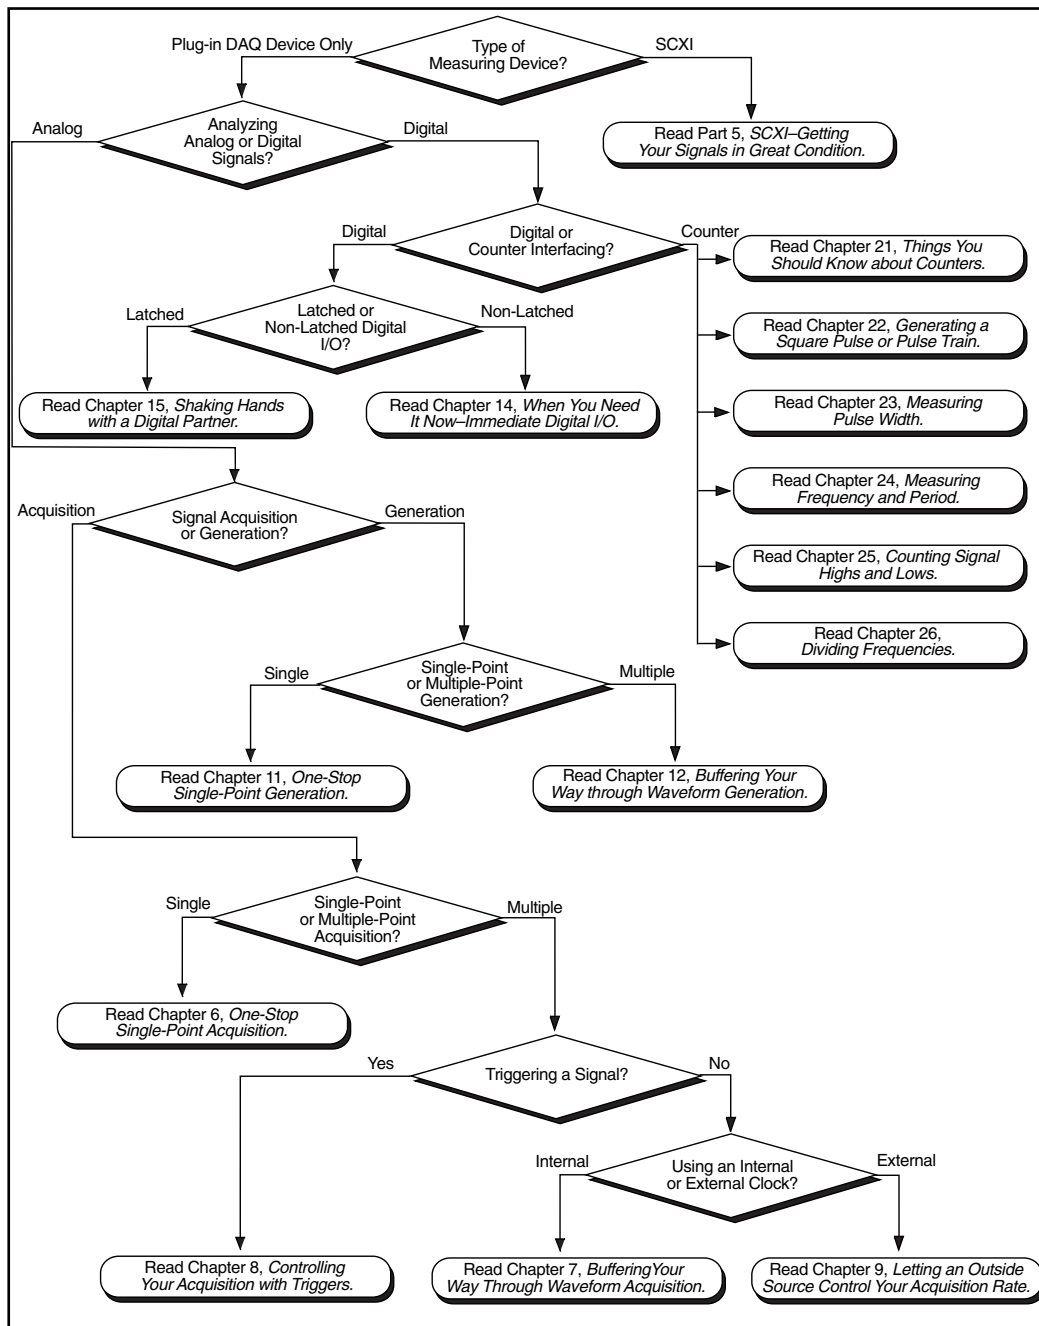 Plug-in DAQ Device Only
Type of
Measuring Device?
SCXI
Analog
Analyzing
Analog or Digital
Signals?
Digital
Read Part 5, SCXI–Getting
Your Signals in Great Condition.
Digital
Digital or
Counter Interfacing?
Counter
Read Chapter 21, Things You
Should Know about Counters.
Latched
Latched or
Non-Latched Digital
I/O?
Non-Latched
Read Chapter 22, Generating a
Square Pulse or Pulse Train.
Read Chapter 15, Shaking Hands
with a Digital Partner.
Read Chapter 14, When You Need
It Now–Immediate Digital I/O.
Read Chapter 23, Measuring
Pulse Width.
Read Chapter 24, Measuring
Frequency and Period.
Acquisition
Signal Acquisition
or Generation?
Generation
Read Chapter 25, Counting Signal
Highs and Lows.
Read Chapter 26,
Dividing Frequencies.
Single
Single-Point
or Multiple-Point
Generation?
Multiple
Read Chapter 11, One-Stop
Single-Point Generation.
Read Chapter 12, Buffering Your
Way through Waveform Generation.
Single
Single-Point
or Multiple-Point
Acquisition?
Multiple
Read Chapter 6, One-Stop
Single-Point Acquisition.
Yes
Triggering a Signal?
No
Internal
Using an Internal
or External Clock?
External
Read Chapter 8, Controlling
Your Acquisition with Triggers.
Read Chapter 7, BufferingYour
Way Through Waveform Acquisition.
Read Chapter 9, Letting an Outside
Source Control Your Acquisition Rate.